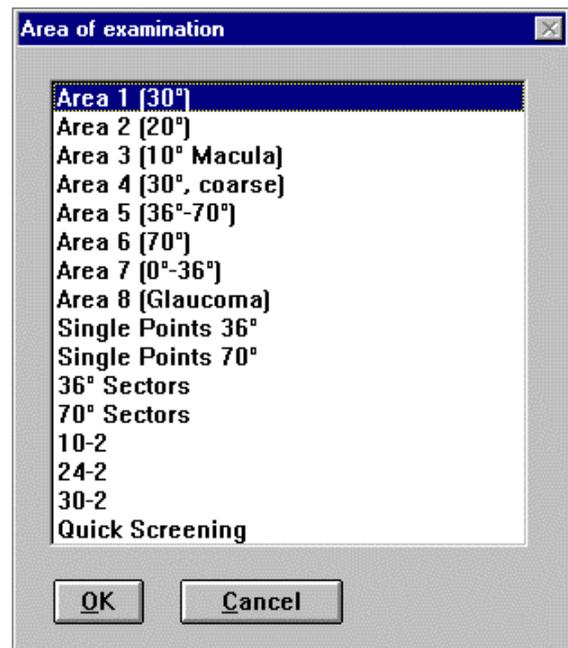 Area of examination
Area 1 (30°)
Area 2 (20°)
Area 3 (10° Macula)
Area 4 (30°, coarse)
Area 5 (36°-70°)
Area 6 (70°)
Area 7 (0°-36°)
Area 8 (Glaucoma)
Single Points 36°
Single Points 70°
36° Sectors
70° Sectors
10-2
24-2
30-2
Quick Screening
OK Cancel